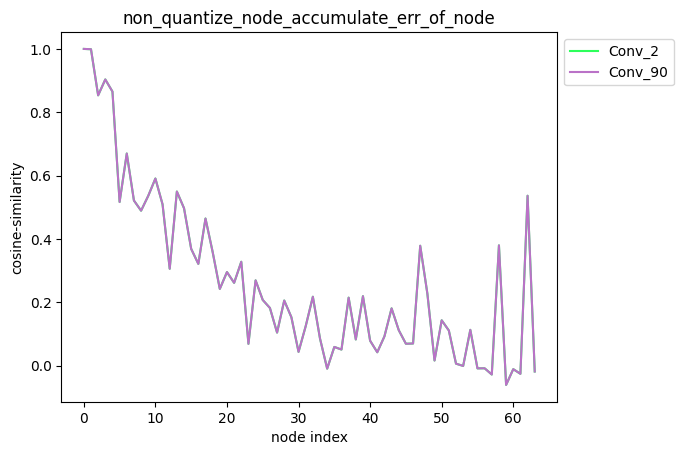 non_quantize_node_accumulate_err_of_node
Conv_2
Conv_90
1.0
0.8
0.6
0.4
0.2
0.0
cosine-similarity
0
10
20
30
40
50
60
node index